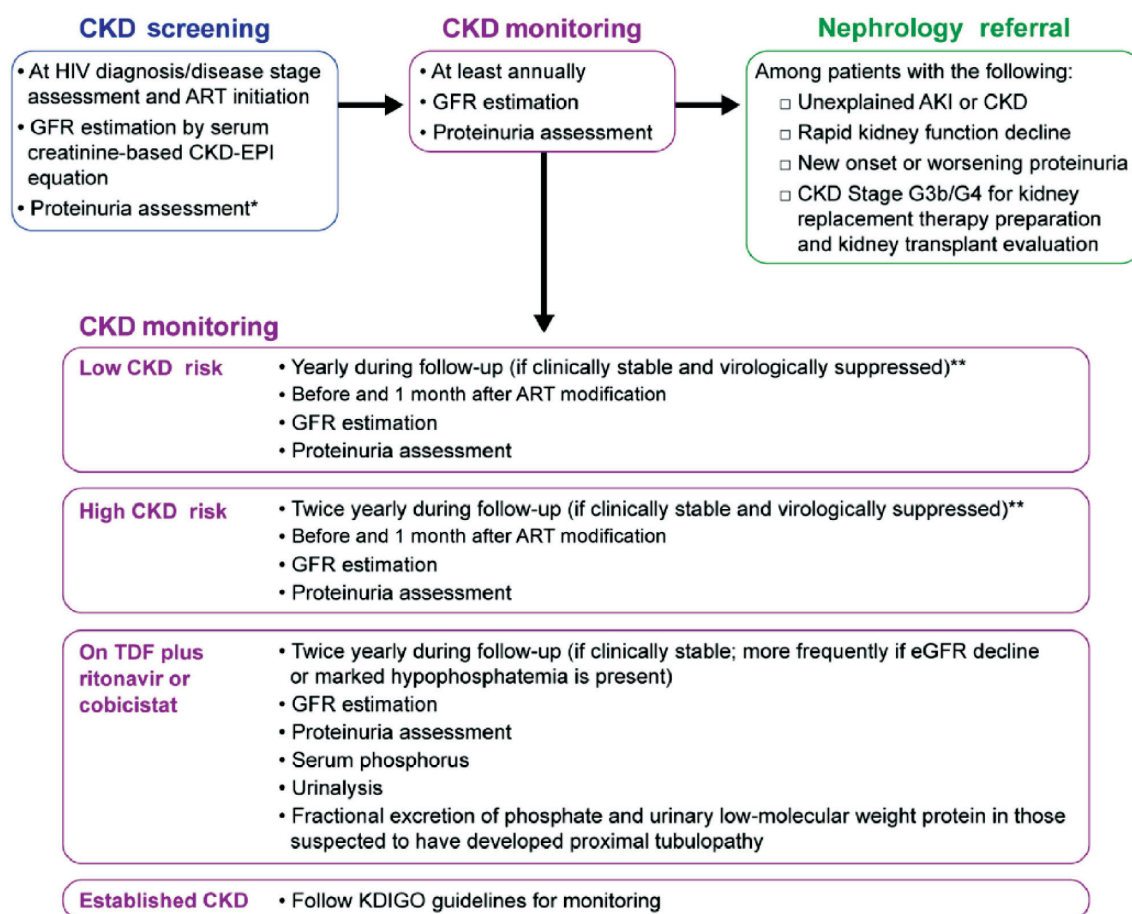 CKD screening
• At HIV diagnosis/disease stage
assessment and ART initiation
• GFR estimation by serum
creatinine-based CKD-EPI
equation
• Proteinuria assessment*
CKD monitoring
• At least annually
• GFR estimation
• Proteinuria assessment
Nephrology referral
Among patients with the following:
□ Unexplained AKI or CKD
□ Rapid kidney function decline
□ New onset or worsening proteinuria
□ CKD Stage G3b/G4 for kidney
replacement therapy preparation
and kidney transplant evaluation
CKD monitoring
Low CKD risk
• Yearly during follow-up (if clinically stable and virologically suppressed)**
• Before and 1 month after ART modification
• GFR estimation
• Proteinuria assessment
High CKD risk
• Twice yearly during follow-up (if clinically stable and virologically suppressed)**
• Before and 1 month after ART modification
• GFR estimation
• Proteinuria assessment
On TDF plus
ritonavir or
cobicistat
• Twice yearly during follow-up (if clinically stable; more frequently if eGFR decline
or marked hypophosphatemia is present)
• GFR estimation
• Proteinuria assessment
• Serum phosphorus
• Urinalysis
• Fractional excretion of phosphate and urinary low-molecular weight protein in those
suspected to have developed proximal tubulopathy
Established CKD
• Follow KDIGO guidelines for monitoring